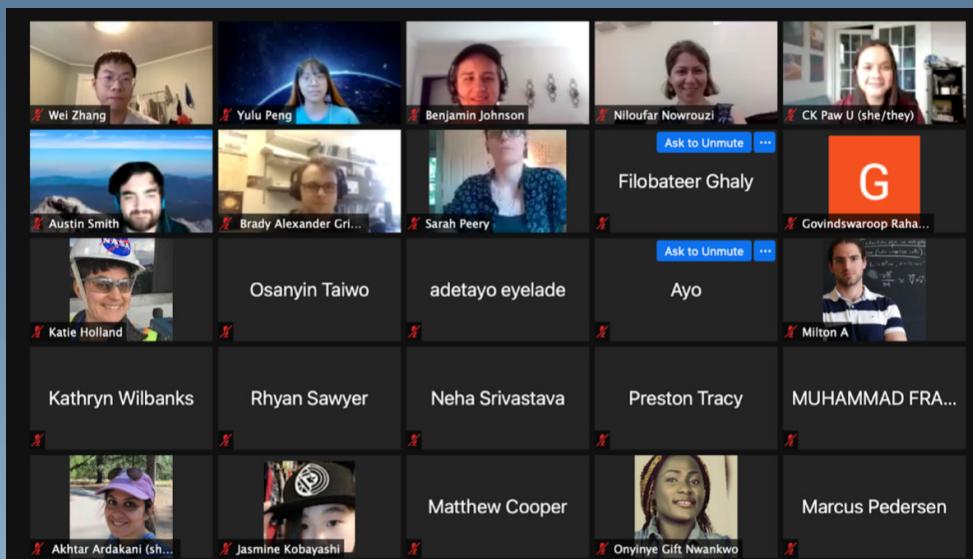 Wei Zhang
Yulu Peng
Benjamin Johnson
Niloufar Nowrouzi
CK Paw U (she/they)
Austin Smith
Brady Alexander Gri...
Sarah Peery
Ask to Unmute ...
Filobateer Ghaly
G
Govindswaroop Raha...
NASA
Katie Holland
Osanyin Taiwo
adetayo eyelade
Ask to Unmute ...
Ayo
Milton A
Kathryn Wilbanks
Rhyan Sawyer
Neha Srivastava
Preston Tracy
MUHAMMAD FRA...
Akhtar Ardakani (sh...
Jasmine Kobayashi
Matthew Cooper
Onyinye Gift Nwankwo
Marcus Pedersen